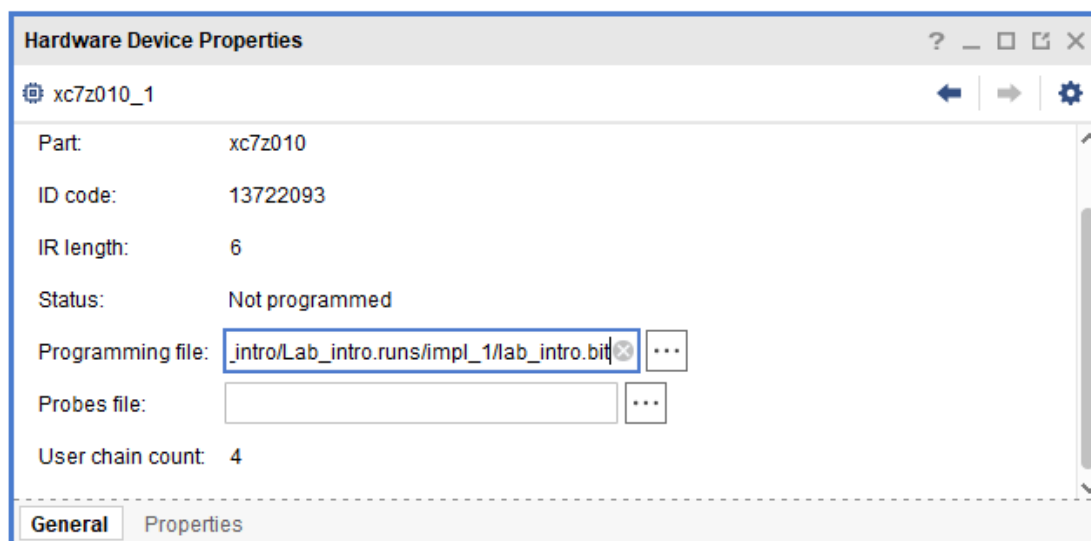 Hardware Device Properties
xc7z010_1
Part: xc7z010
ID code: 13722093
IR length: 6
Status: Not programmed
Programming file: _intro/Lab_intro.runs/impl_1/lab_intro.bit ...
Probes file: ...
User chain count: 4
General Properties